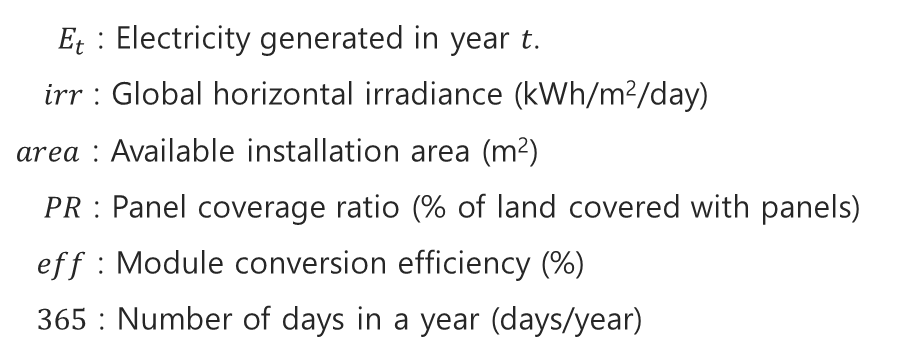 Eₜ : Electricity generated in year t.
irr : Global horizontal irradiance (kWh/m²/day)
area : Available installation area (m²)
PR : Panel coverage ratio (% of land covered with panels)
eff : Module conversion efficiency (%)
365 : Number of days in a year (days/year)